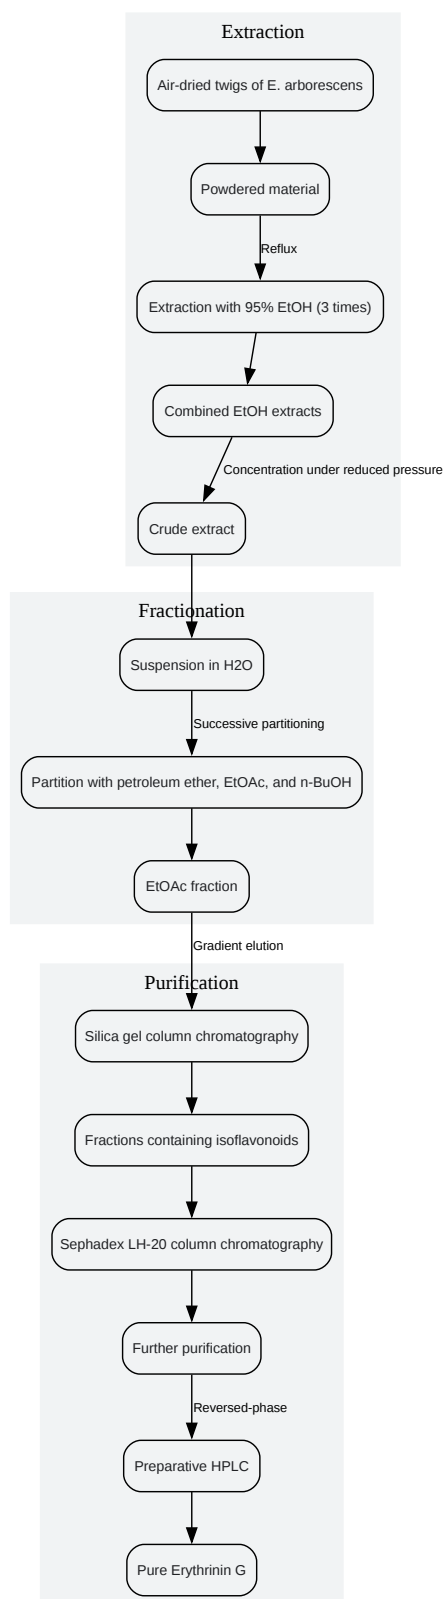 Extraction
Air-dried twigs of E. arborescens
Powdered material
Reflux
Extraction with 95% EtOH (3 times)
Combined EtOH extracts
Concentration under reduced pressure
Crude extract
Fractionation
Suspension in H2O
Successive partitioning
Partition with petroleum ether, EtOAc, and n-BuOH
EtOAc fraction
Gradient elution
Purification
Silica gel column chromatography
Fractions containing isoflavonoids
Sephadex LH-20 column chromatography
Further purification
Reversed-phase
Preparative HPLC
Pure Erythrinin G